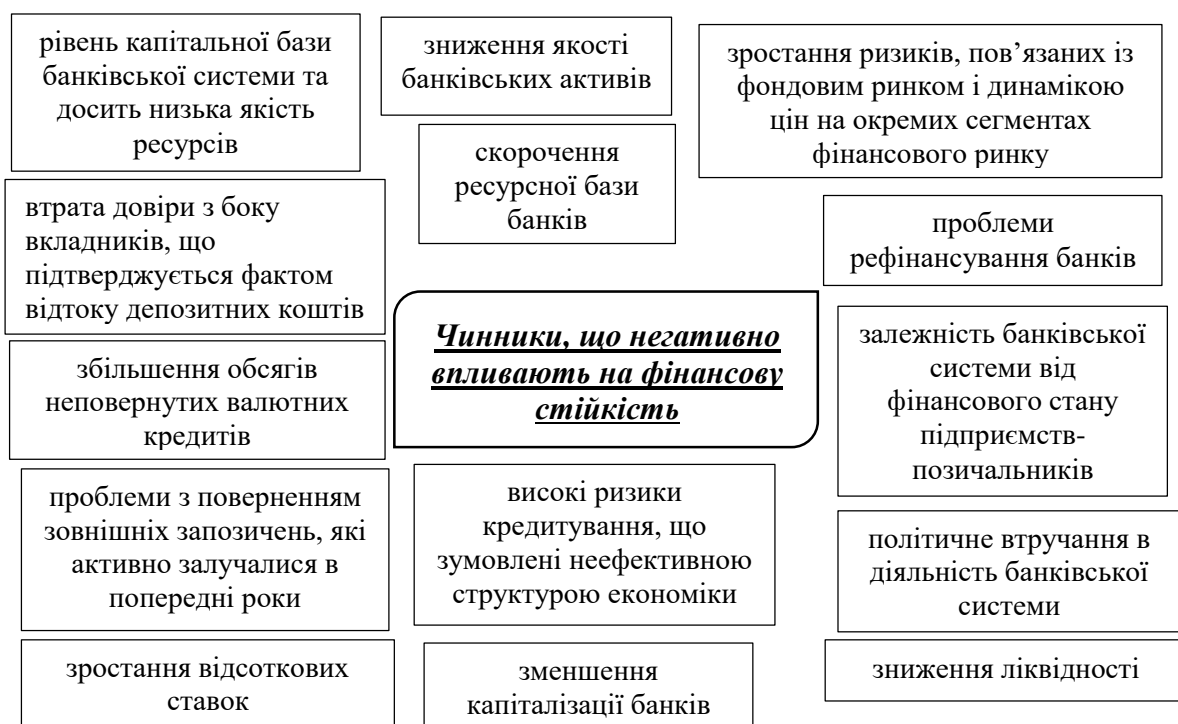 рівень капітальної бази
банківської системи та
досить низька якість
ресурсів
зниження якості
банківських активів
зростання ризиків, пов’язаних із
фондовим ринком і динамікою
цін на окремих сегментах
фінансового ринку
скорочення
ресурсної бази
банків
втрата довіри з боку
вкладників, що
підтверджується фактом
відтоку депозитних коштів
проблеми
рефінансування банків
Чинники, що негативно
впливають на фінансову
стійкість
збільшення обсягів
неповернутих валютних
кредитів
залежність банківської
системи від
фінансового стану
підприємств-
позичальників
проблеми з поверненням
зовнішніх запозичень, які
активно залучалися в
попередні роки
високі ризики
кредитування, що
зумовлені неефективною
структурою економіки
політичне втручання в
діяльність банківської
системи
зростання відсоткових
ставок
зменшення
капіталізації банків
зниження ліквідності